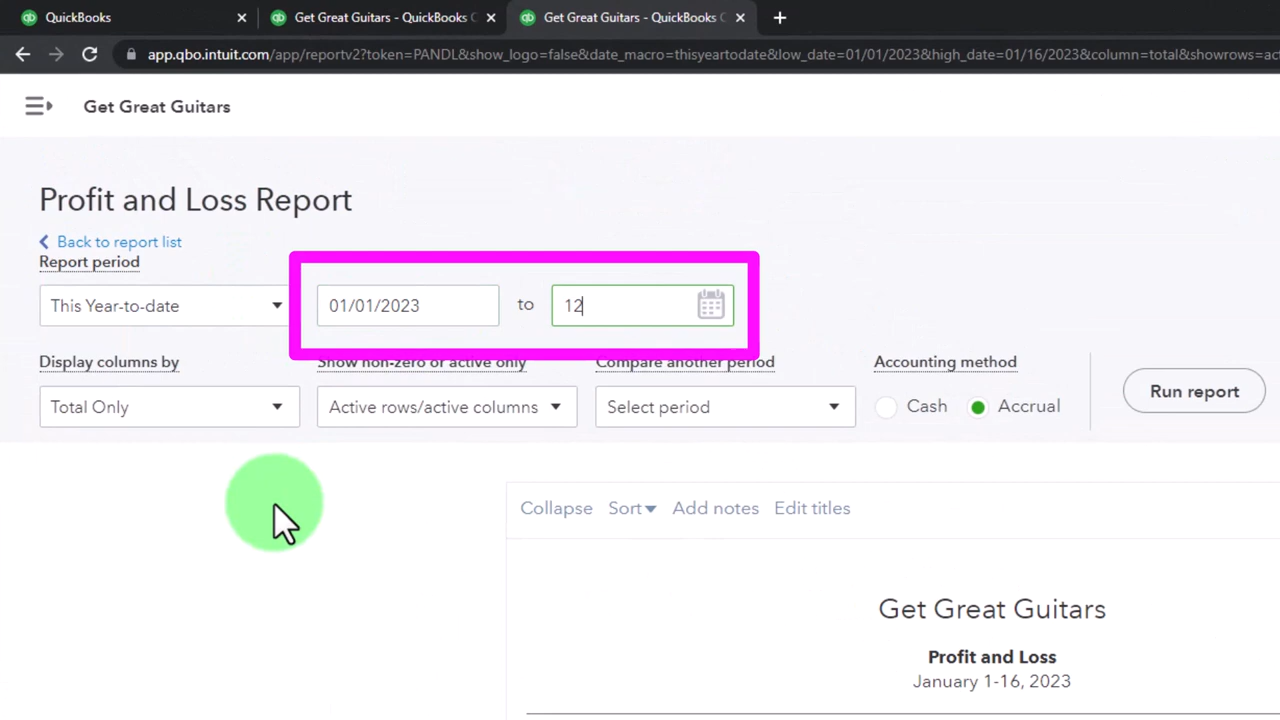 QuickBooks
Get Great Guitars - QuickBooks
Get Great Guitars - QuickBooks
app.qbo.intuit.com/app/reportv2?token=PANDL&show_logo=false&date_macro=thisyeartodate&low_date=01/01/2023&high_date=01/16/2023&column=total&showrows=ac
Get Great Guitars
Profit and Loss Report
Back to report list
Report period
This Year-to-date 01/01/2023 to 12
Display columns by Show non-zero or active only Compare another period Accounting method
Total Only Active rows/active columns Select period Cash Accrual Run report
Collapse Sort Add notes Edit titles
Get Great Guitars
Profit and Loss
January 1-16, 2023